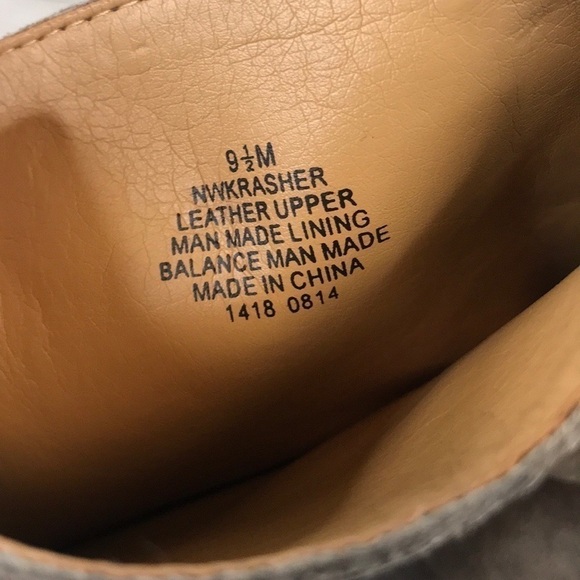 9½M
NWKRASHER
LEATHER UPPER
MAN MADE LINING
BALANCE MAN MADE
MADE IN CHINA
1418 0814